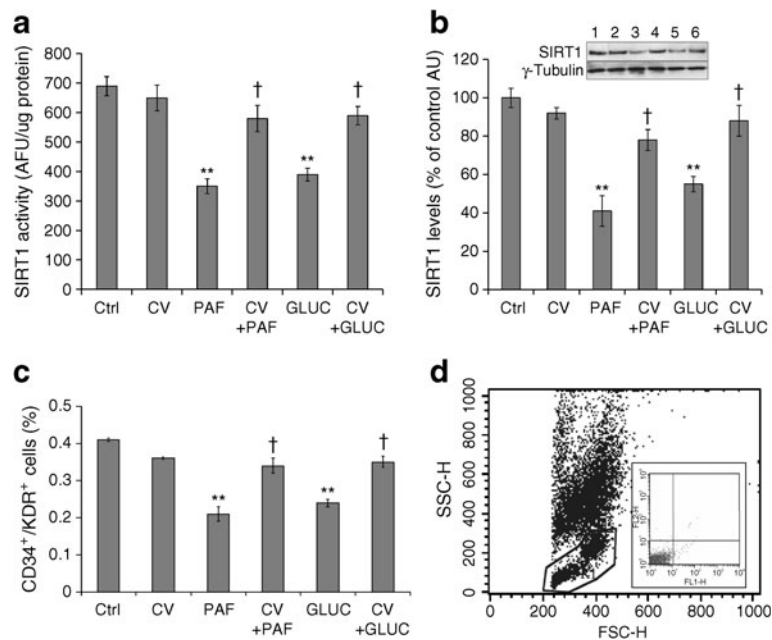 a
SIRT1 activity (AFU/ug protein)
800
700
600
500
400
300
200
100
0
†
†
**
**
Ctrl CV PAF CV GLUC CV
+PAF +GLUC
b
1 2 3 4 5 6
SIRT1
γ-Tubulin
SIRT1 levels (% of control AU)
120
100
80
60
40
20
0
†
†
**
**
Ctrl CV PAF CV GLUC CV
+PAF +GLUC
c
CD34+/KDR+ cells (%)
0.5
0.4
0.3
0.2
0.1
0
†
†
**
**
Ctrl CV PAF CV GLUC CV
+PAF +GLUC
d
SSC-H
1000
800
600
400
200
0
0 200 400 600 800 1000
FSC-H
FL2-H
FL1-H